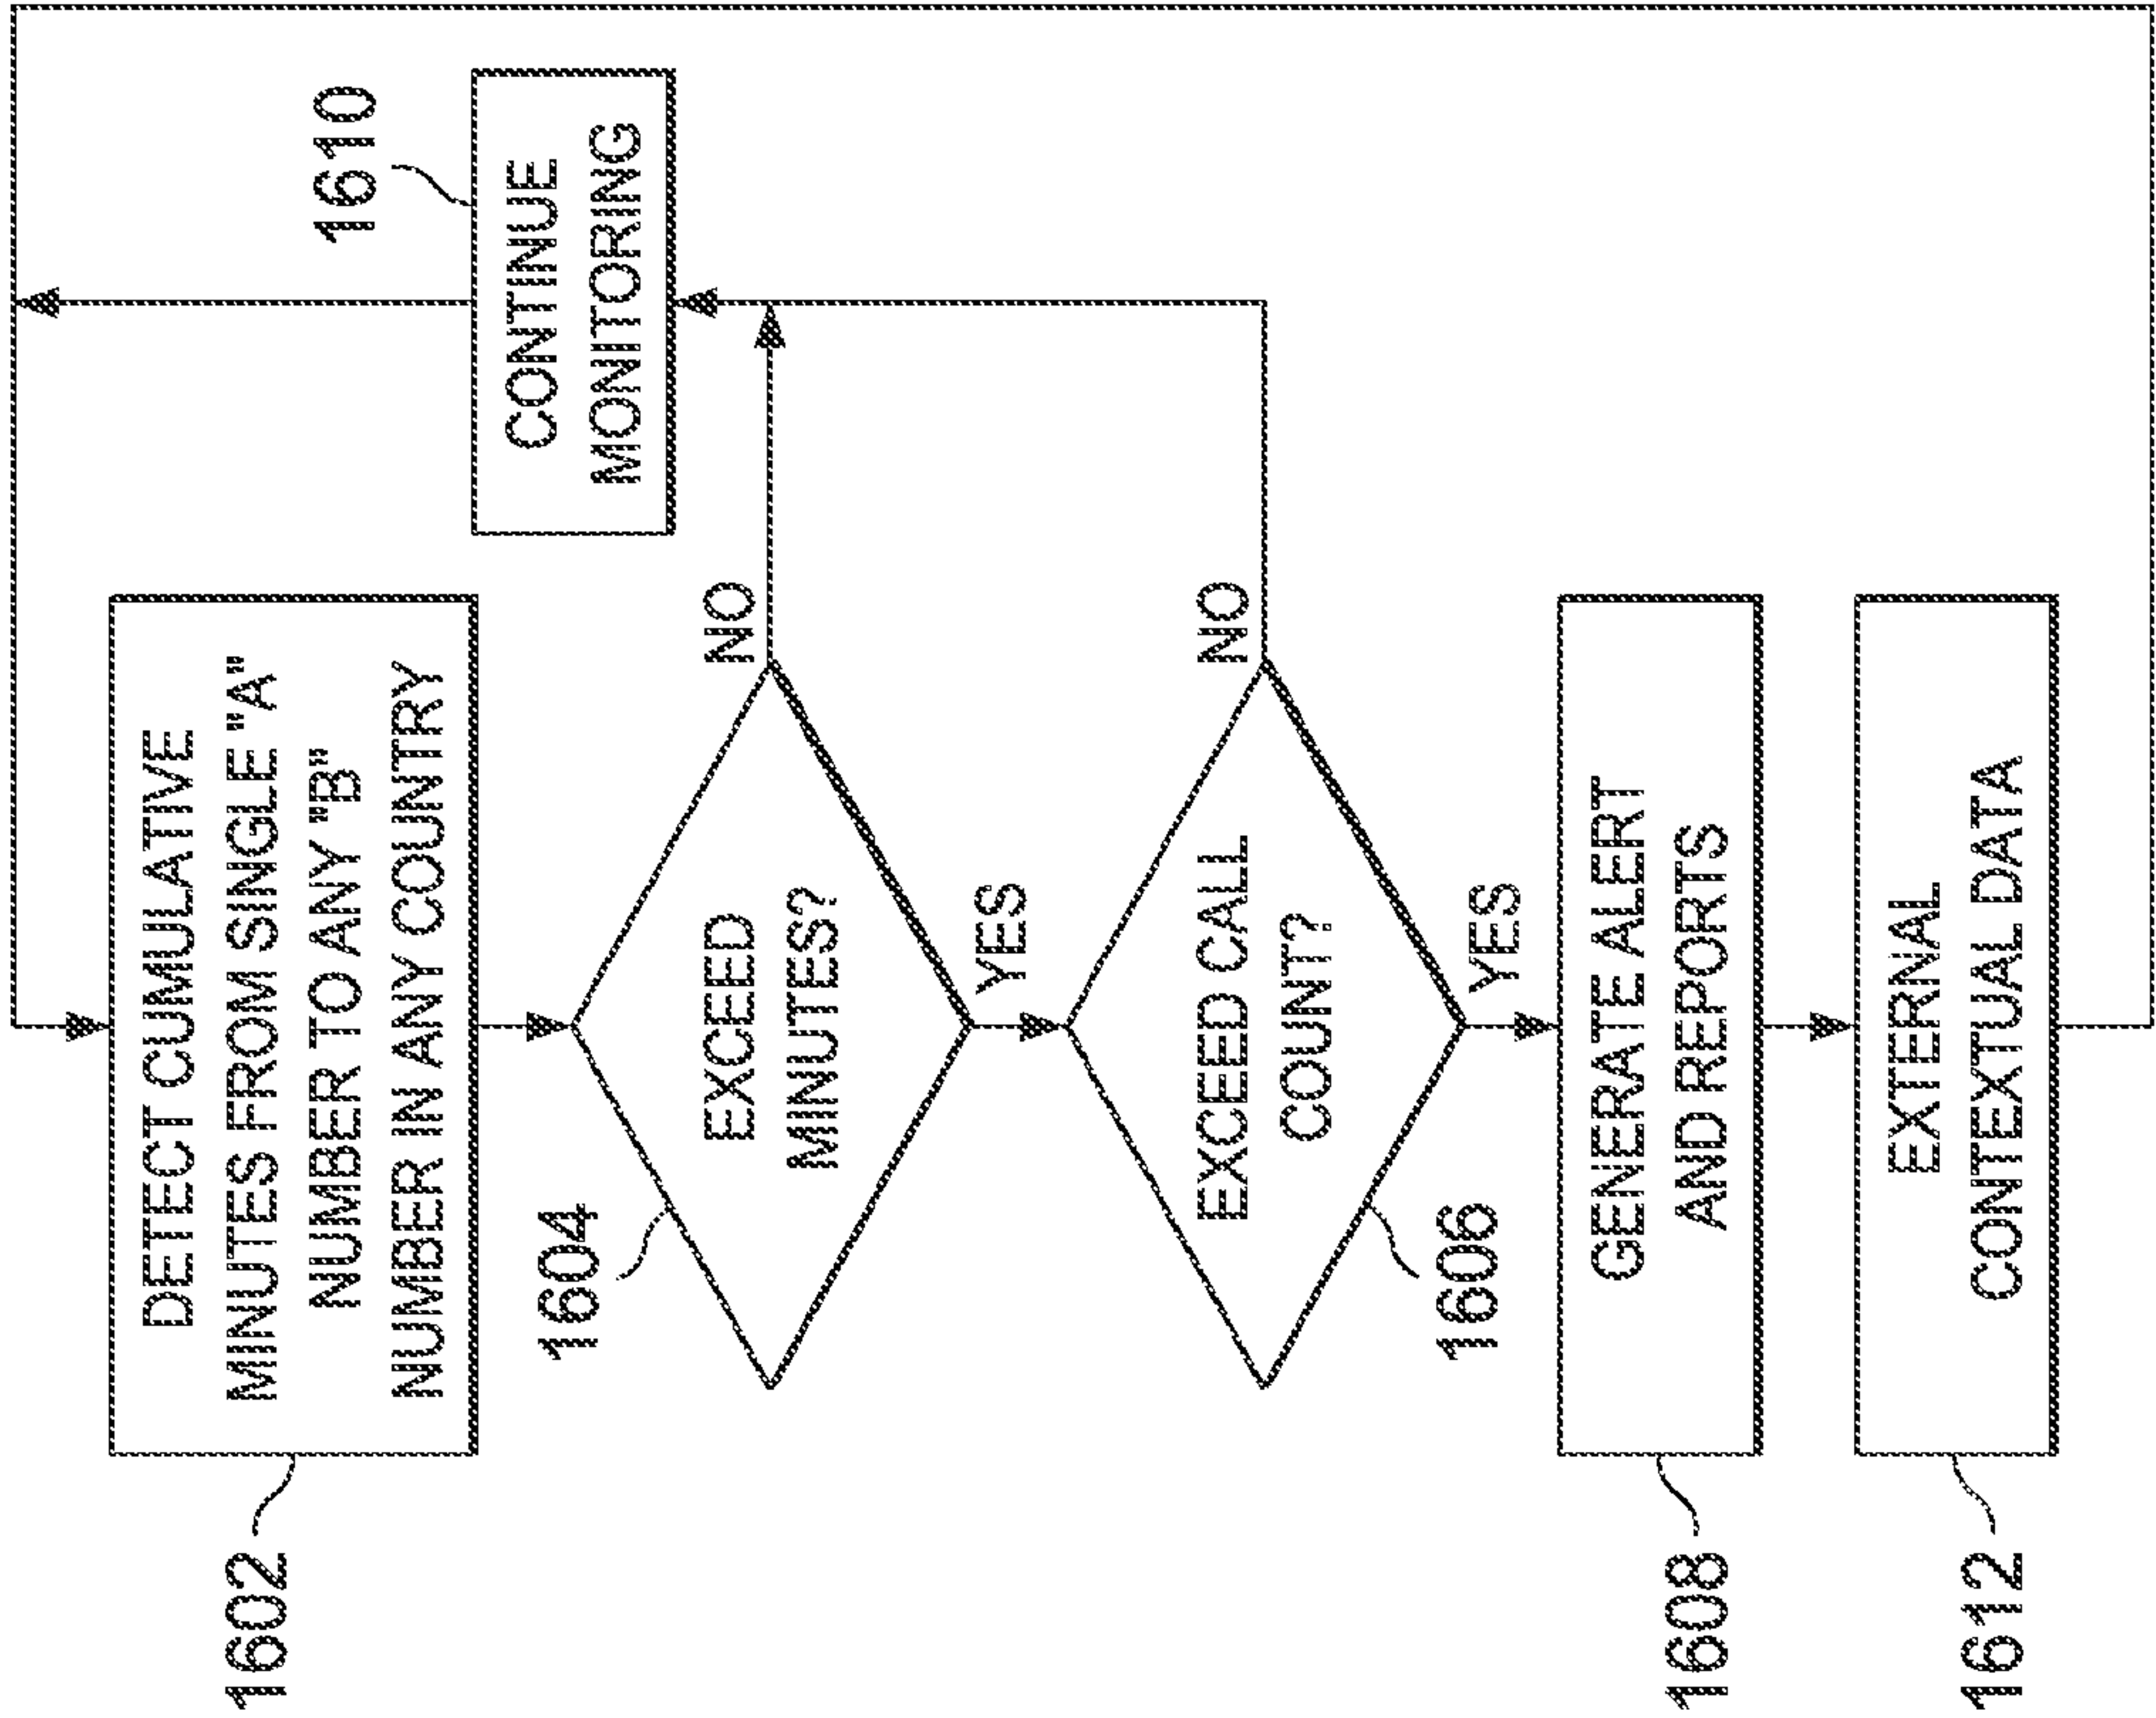 1602
DETECT CUMULATIVE
MINUTES FROM SINGLE "A"
NUMBER TO ANY "B"
NUMBER IN ANY COUNTRY
1604
EXCEED
MINUTES?
NO
YES
1610
CONTINUE
MONITORING
EXCEED CALL
COUNT?
1606
NO
YES
1608
GENERATE ALERT
AND REPORTS
1612
EXTERNAL
CONTEXTUAL DATA